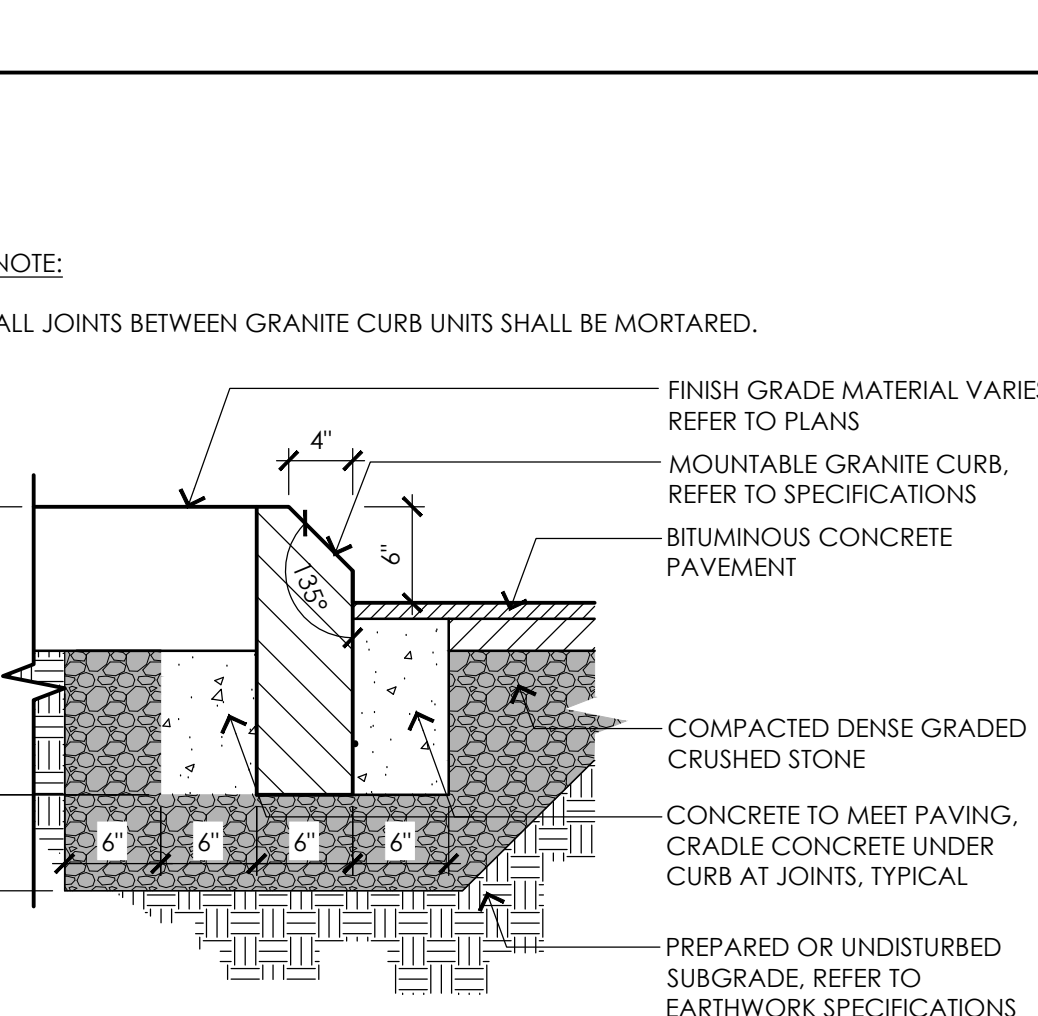 NOTE:
ALL JOINTS BETWEEN GRANITE CURB UNITS SHALL BE MORTARED.
FINISH GRADE MATERIAL VARIES
REFER TO PLANS
4"
MOUNTABLE GRANITE CURB,
REFER TO SPECIFICATIONS
6"
BITUMINOUS CONCRETE
PAVEMENT
135°
COMPACTED DENSE GRADED
CRUSHED STONE
6" 6" 6" 6"
CONCRETE TO MEET PAVING,
CRADLE CONCRETE UNDER
CURB AT JOINTS, TYPICAL
PREPARED OR UNDISTURBED
SUBGRADE, REFER TO
EARTHWORK SPECIFICATIONS